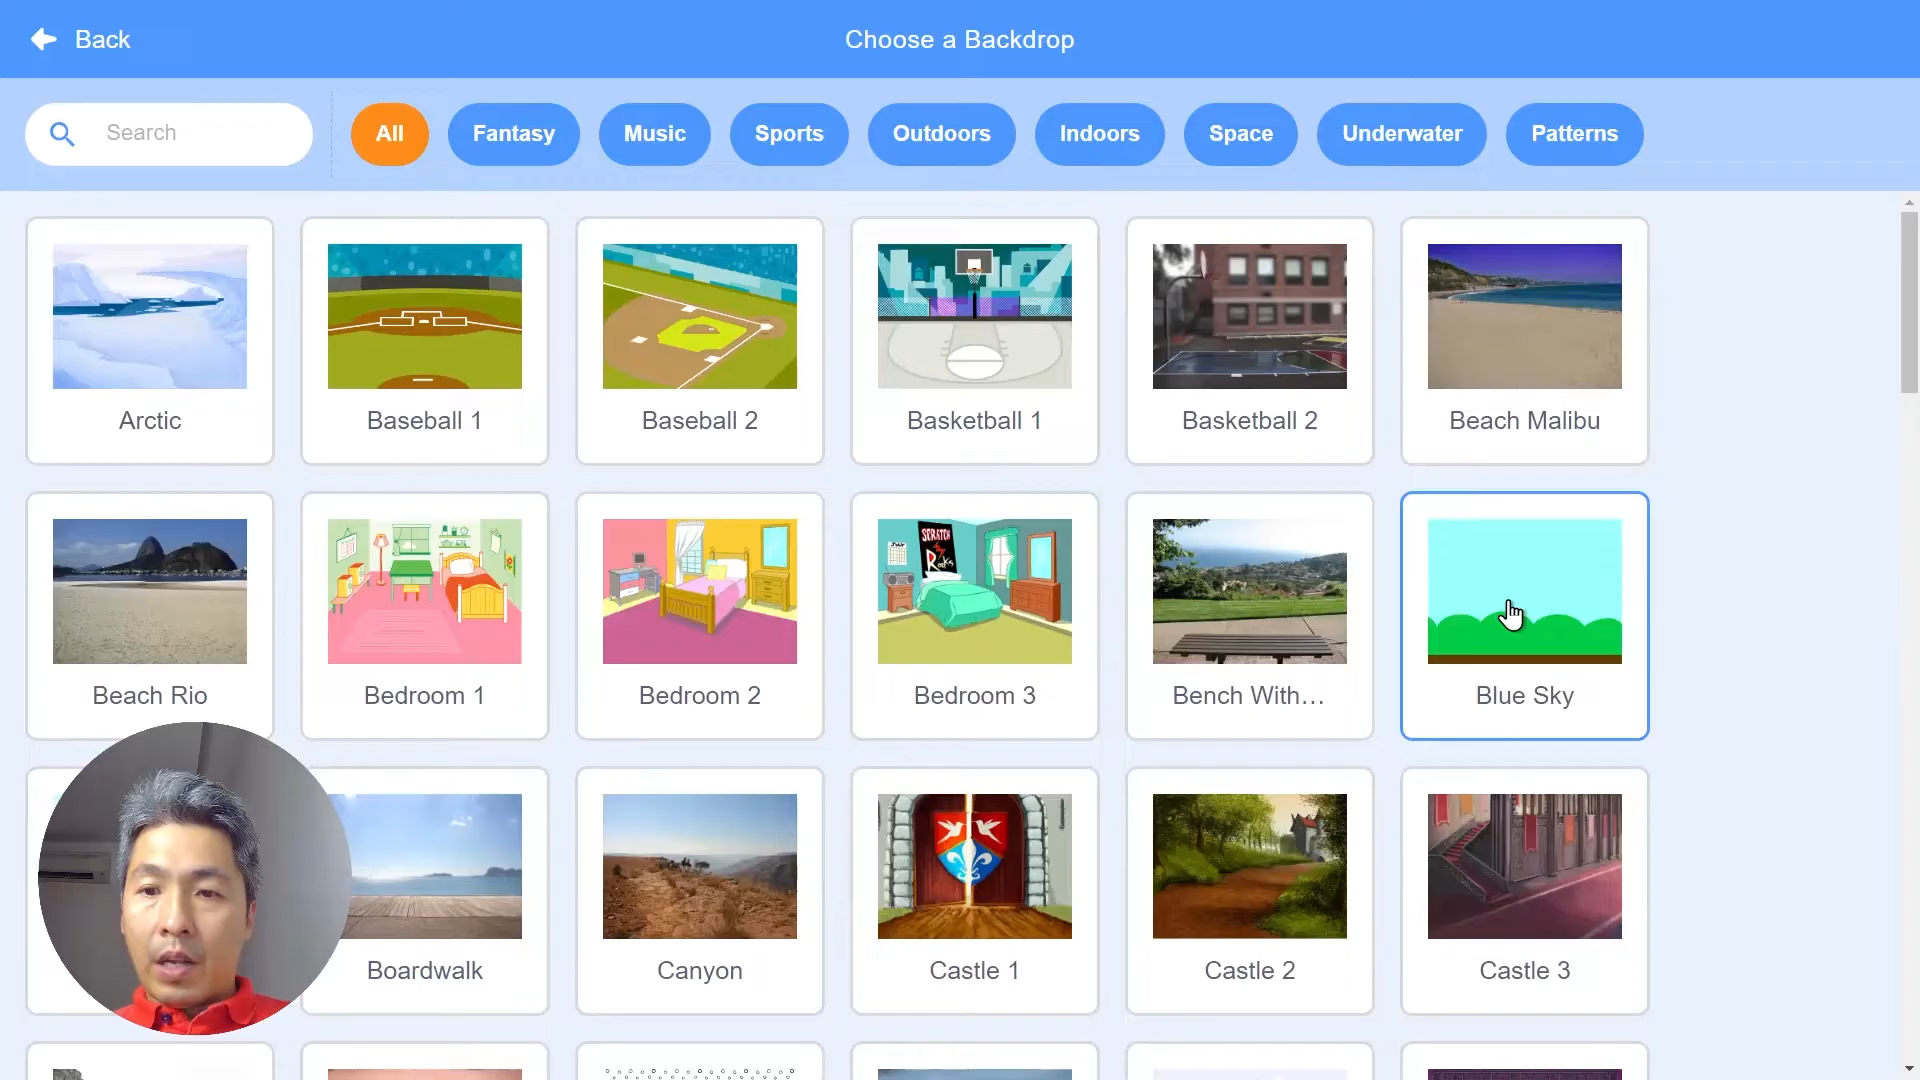 Back
Choose a Backdrop
Search
All
Fantasy
Music
Sports
Outdoors
Indoors
Space
Underwater
Patterns
Arctic
Baseball 1
Baseball 2
Basketball 1
Basketball 2
Beach Malibu
SCRATCH
Rocks
Beach Rio
Bedroom 1
Bedroom 2
Bedroom 3
Bench With...
Blue Sky
Boardwalk
Canyon
Castle 1
Castle 2
Castle 3